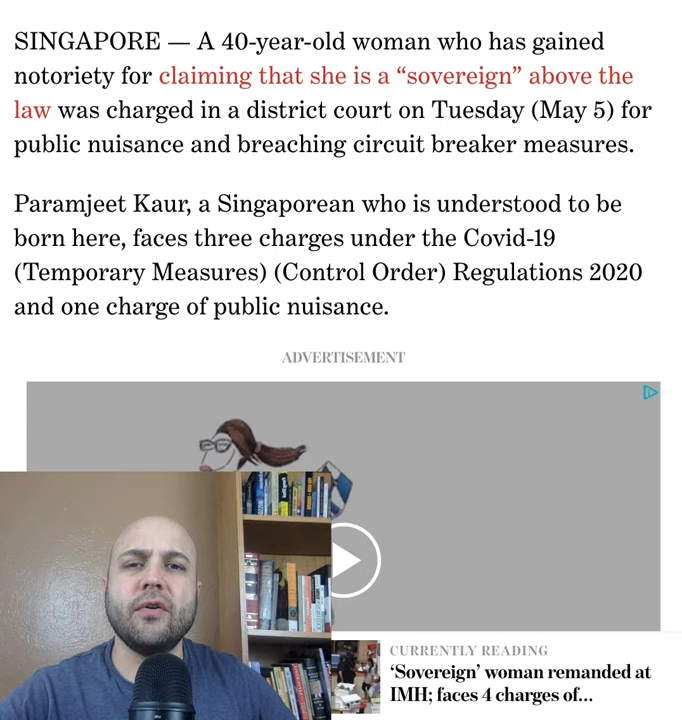 SINGAPORE — A 40-year-old woman who has gained
notoriety for claiming that she is a “sovereign” above the
law was charged in a district court on Tuesday (May 5) for
public nuisance and breaching circuit breaker measures.
Paramjeet Kaur, a Singaporean who is understood to be
born here, faces three charges under the Covid-19
(Temporary Measures) (Control Order) Regulations 2020
and one charge of public nuisance.
ADVERTISEMENT
CURRENTLY READING
‘Sovereign’ woman remanded at
IMH; faces 4 charges of...